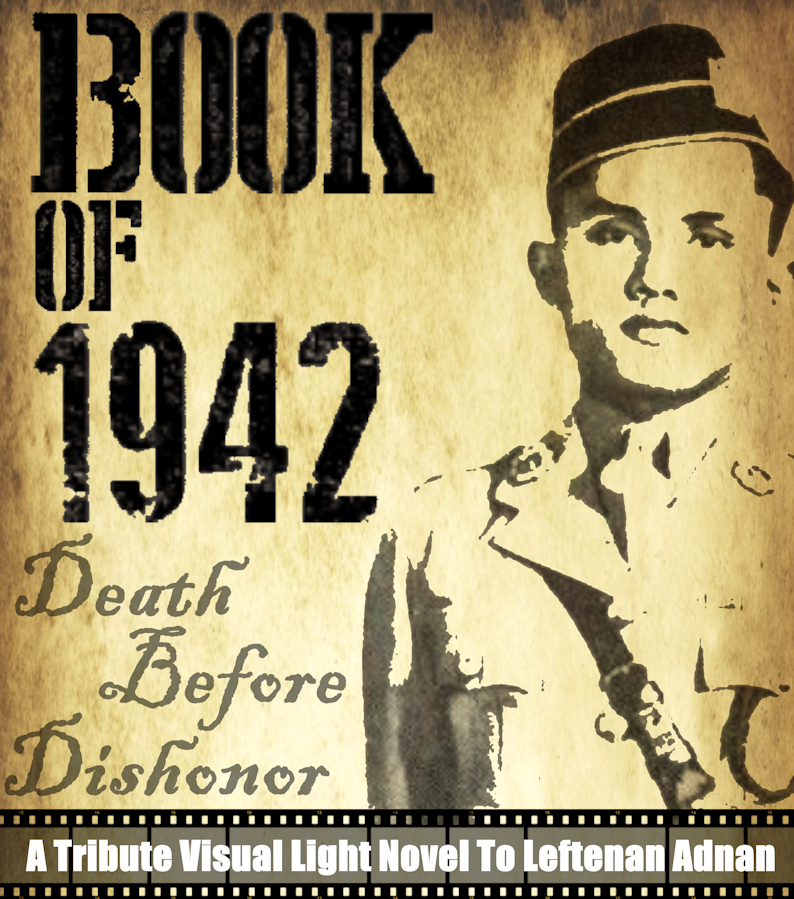 BOOK
OF
1942
Death
Before
Dishonor
A Tribute Visual Light Novel To Leftenan Adnan